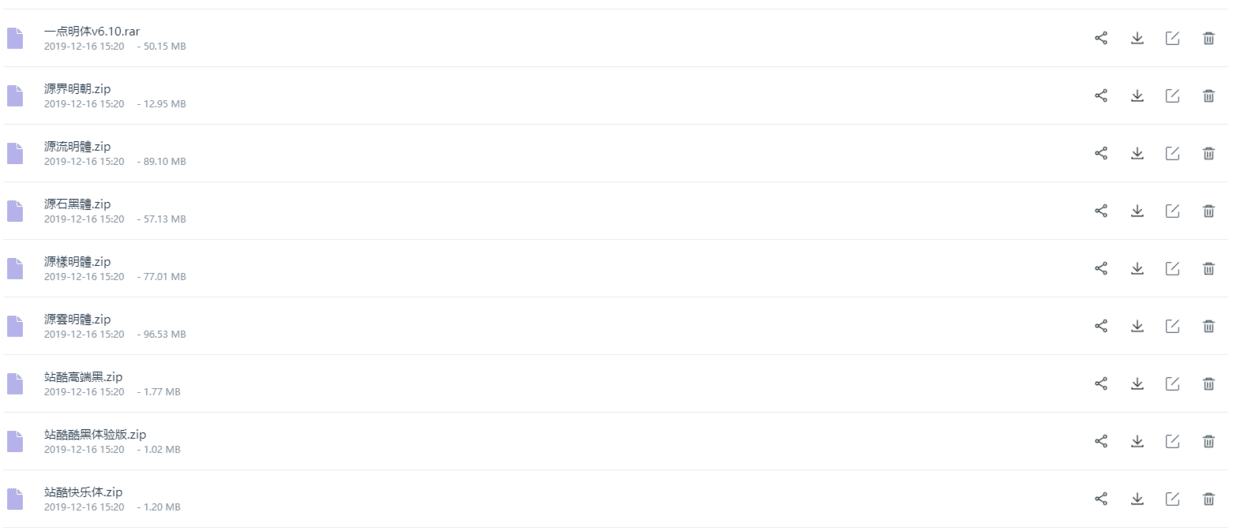 一点明体v6.10.rar
2019-12-16 15:20 - 50.15 MB
源界明朝.zip
2019-12-16 15:20 - 12.95 MB
源流明體.zip
2019-12-16 15:20 - 89.10 MB
源石黑體.zip
2019-12-16 15:20 - 57.13 MB
源樣明體.zip
2019-12-16 15:20 - 77.01 MB
源雲明體.zip
2019-12-16 15:20 - 96.53 MB
站酷高端黑.zip
2019-12-16 15:20 - 1.77 MB
站酷酷黑体验版.zip
2019-12-16 15:20 - 1.02 MB
站酷快乐体.zip
2019-12-16 15:20 - 1.20 MB